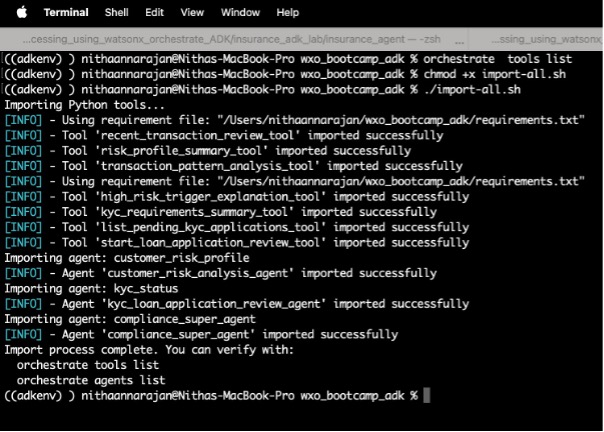 Terminal Shell Edit View Window Help
...cessing_using_watsonx_orchestrate_ADK/insurance_adk_lab/insurance_agent — -zsh ... ...ssing_using_watsonx
((adkenv) ) nithaannarajan@Nithas-MacBook-Pro wxo_bootcamp_adk % orchestrate  tools list
((adkenv) ) nithaannarajan@Nithas-MacBook-Pro wxo_bootcamp_adk % chmod +x import-all.sh
((adkenv) ) nithaannarajan@Nithas-MacBook-Pro wxo_bootcamp_adk % ./import-all.sh
Importing Python tools...
[INFO] - Using requirement file: "/Users/nithaannarajan/wxo_bootcamp_adk/requirements.txt"
[INFO] - Tool 'recent_transaction_review_tool' imported successfully
[INFO] - Tool 'risk_profile_summary_tool' imported successfully
[INFO] - Tool 'transaction_pattern_analysis_tool' imported successfully
[INFO] - Using requirement file: "/Users/nithaannarajan/wxo_bootcamp_adk/requirements.txt"
[INFO] - Tool 'high_risk_trigger_explanation_tool' imported successfully
[INFO] - Tool 'kyc_requirements_summary_tool' imported successfully
[INFO] - Tool 'list_pending_kyc_applications_tool' imported successfully
[INFO] - Tool 'start_loan_application_review_tool' imported successfully
Importing agent: customer_risk_profile
[INFO] - Agent 'customer_risk_analysis_agent' imported successfully
Importing agent: kyc_status
[INFO] - Agent 'kyc_loan_application_review_agent' imported successfully
Importing agent: compliance_super_agent
[INFO] - Agent 'compliance_super_agent' imported successfully
Import process complete. You can verify with:
  orchestrate tools list
  orchestrate agents list
((adkenv) ) nithaannarajan@Nithas-MacBook-Pro wxo_bootcamp_adk %